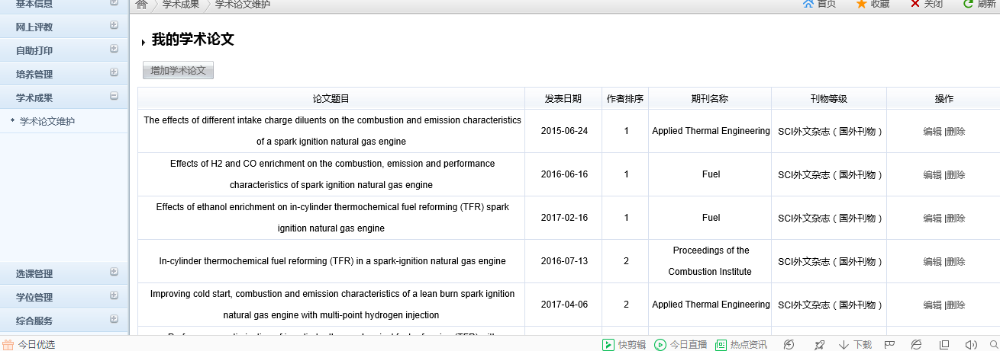 基本信息
学术成果 学术论文维护
首页 收藏 关闭 刷新
网上评教
自助打印
培养管理
学术成果
学术论文维护
选课管理
学位管理
综合服务
我的学术论文
增加学术论文
论文题目 发表日期 作者排序 期刊名称 刊物等级 操作
The effects of different intake charge diluents on the combustion and emission characteristics
of a spark ignition natural gas engine
2015-06-24 1 Applied Thermal Engineering SCI外文杂志（国外刊物） 编辑 |删除
Effects of H2 and CO enrichment on the combustion, emission and performance
characteristics of spark ignition natural gas engine
2016-06-16 1 Fuel SCI外文杂志（国外刊物） 编辑 |删除
Effects of ethanol enrichment on in-cylinder thermochemical fuel reforming (TFR) spark
ignition natural gas engine
2017-02-16 1 Fuel SCI外文杂志（国外刊物） 编辑 |删除
In-cylinder thermochemical fuel reforming (TFR) in a spark-ignition natural gas engine
2016-07-13 2 Proceedings of the
Combustion Institute
SCI外文杂志（国外刊物） 编辑 |删除
Improving cold start, combustion and emission characteristics of a lean burn spark ignition
natural gas engine with multi-point hydrogen injection
2017-04-06 2 Applied Thermal Engineering SCI外文杂志（国外刊物） 编辑 |删除
今日优选 快剪辑 今日直播 热点资讯 下载